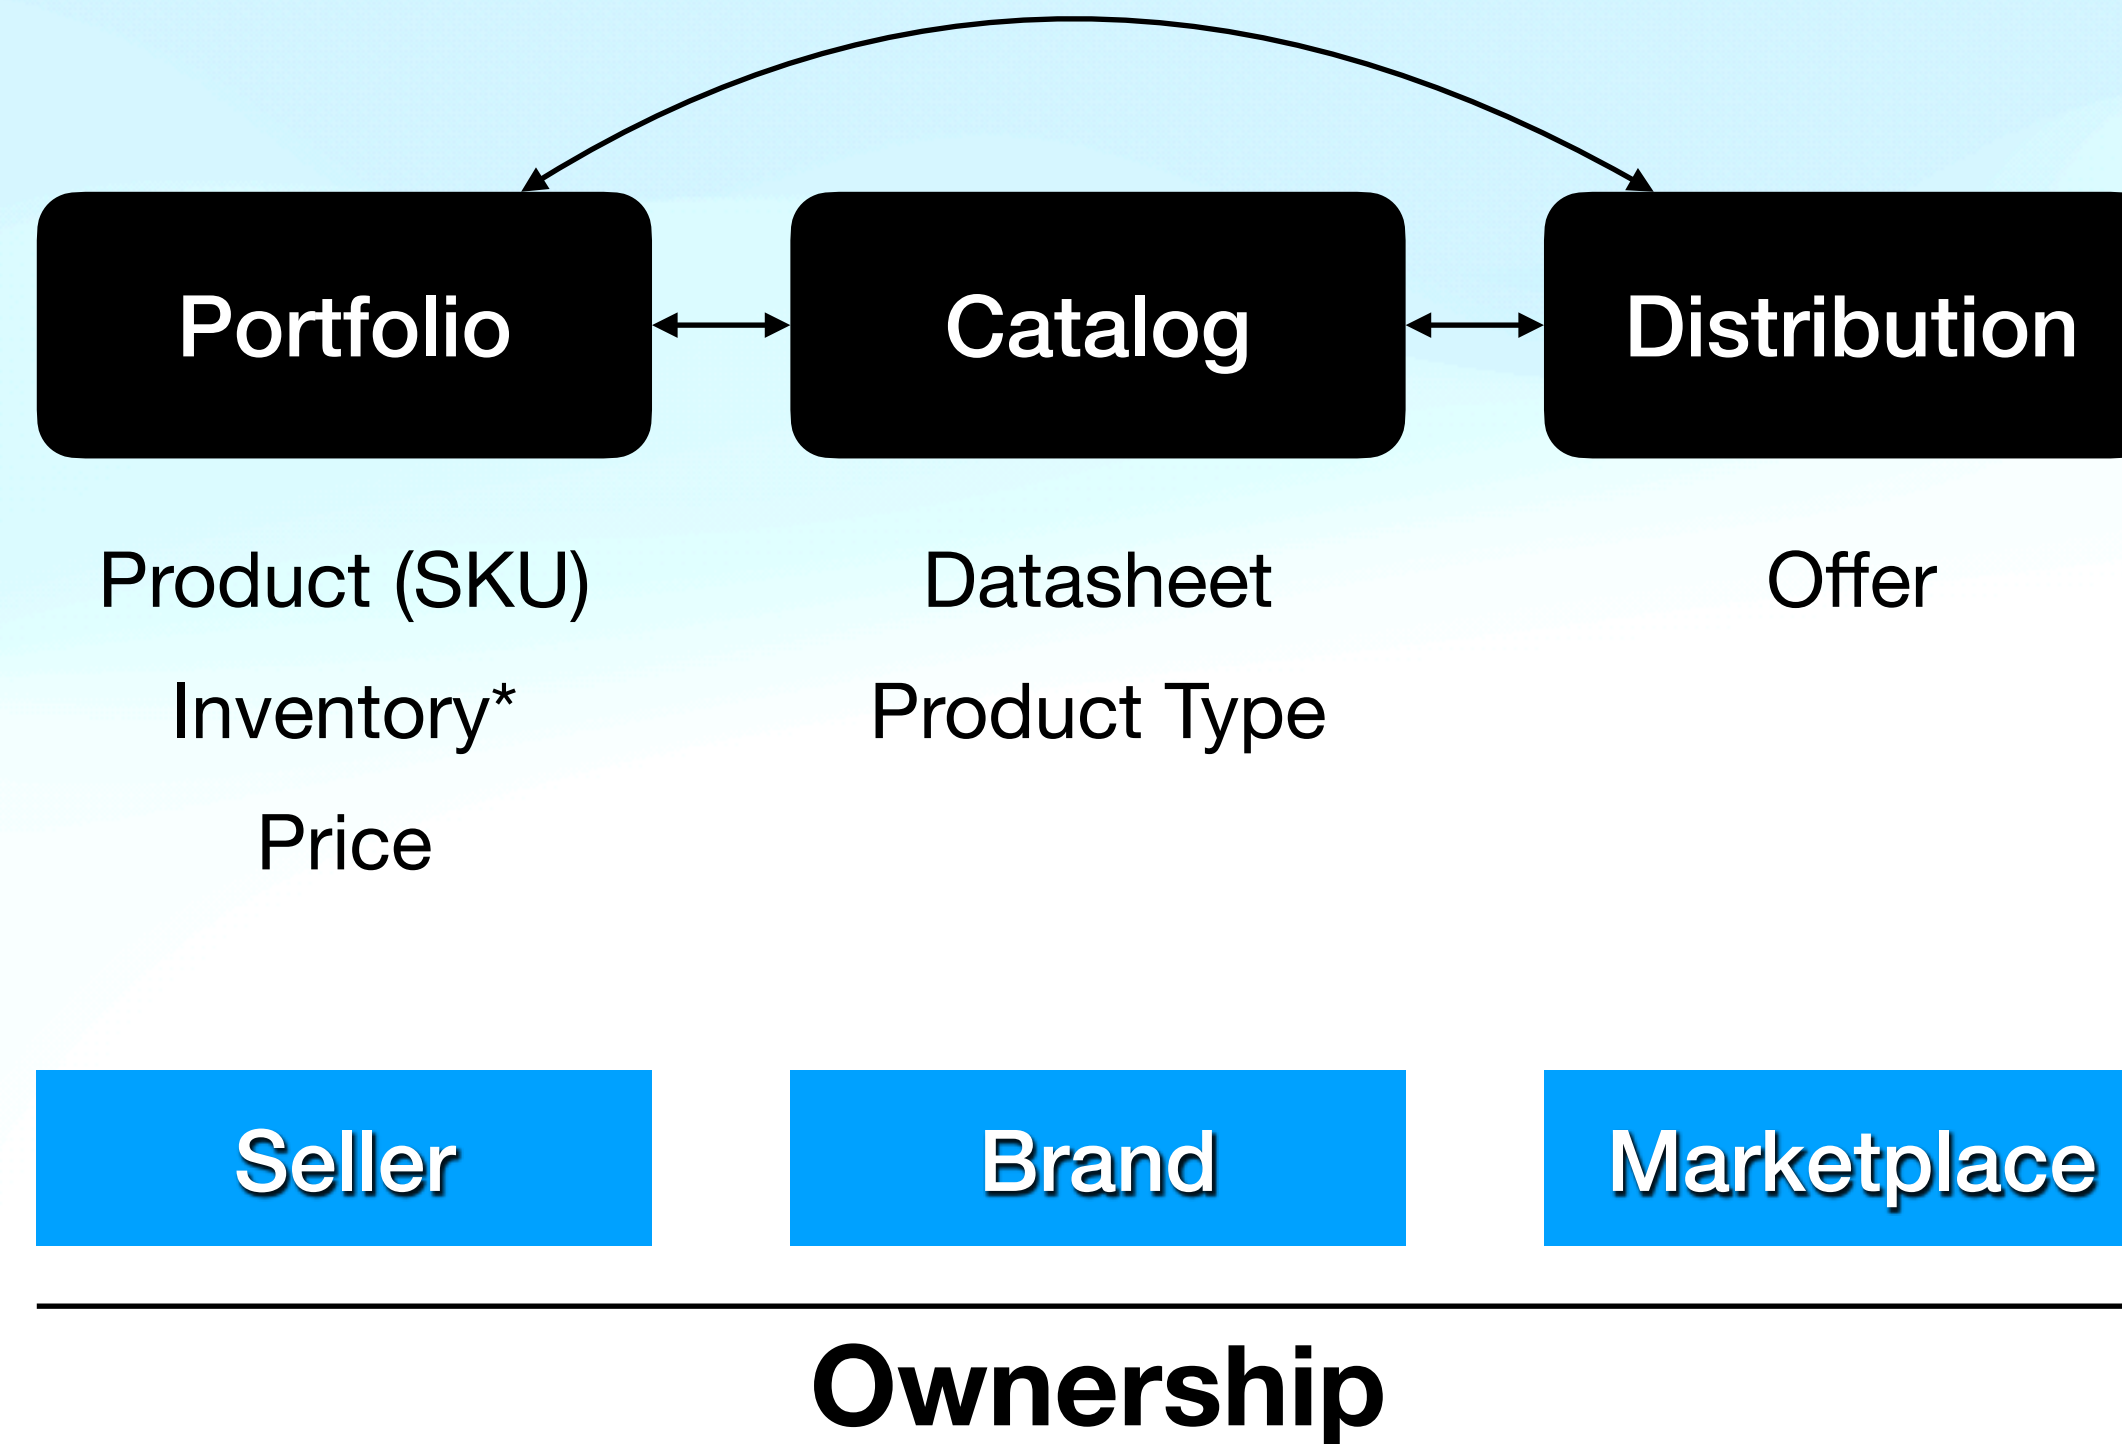 Portfolio
Catalog
Distribution
Product (SKU)
Datasheet
Offer
Inventory*
Product Type
Price
Seller
Brand
Marketplace
Ownership